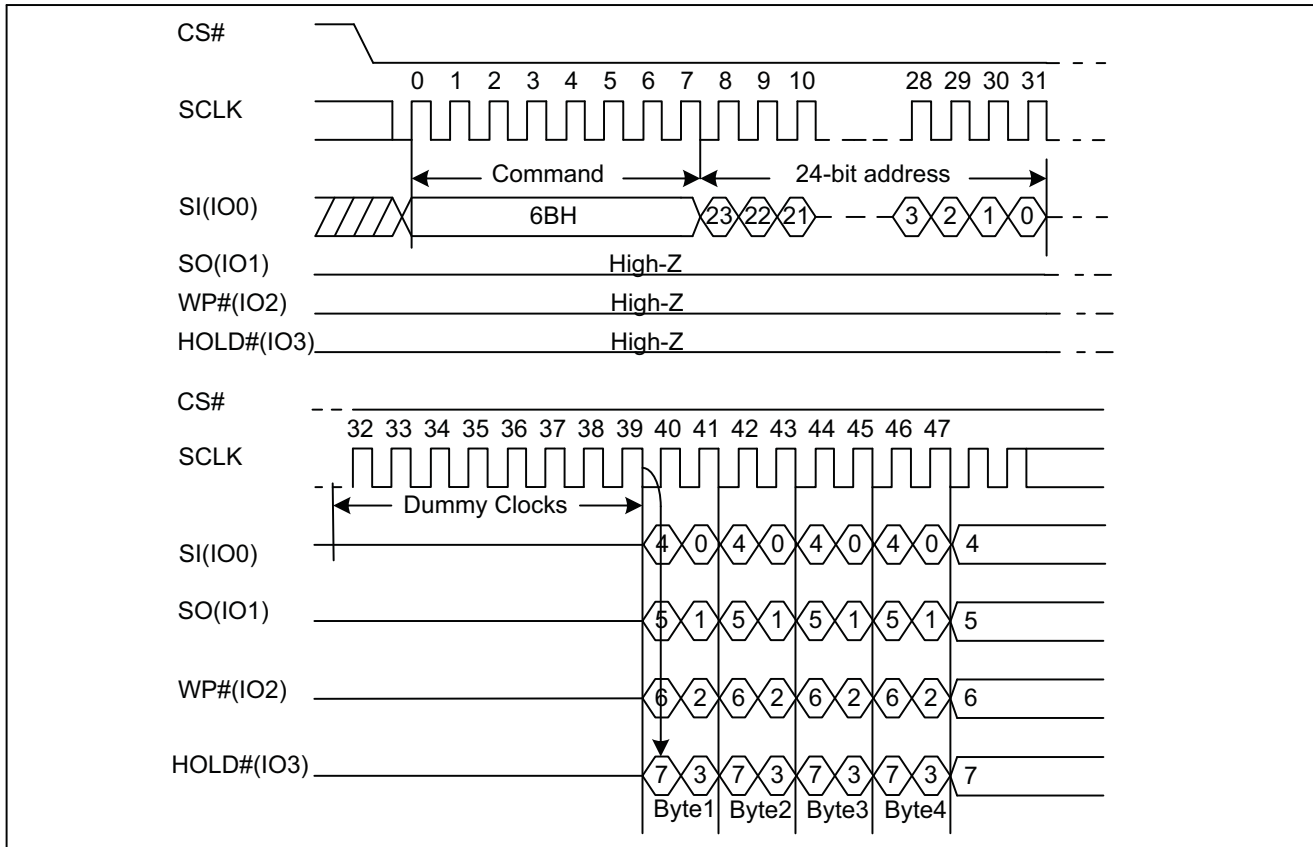 CS#
0 1 2 3 4 5 6 7 8 9 10 28 29 30 31
SCLK
Command 24-bit address
SI(IO0) 6BH 23 22 21 3 2 1 0
SO(IO1) High-Z
WP#(IO2) High-Z
HOLD#(IO3) High-Z
CS#
32 33 34 35 36 37 38 39 40 41 42 43 44 45 46 47
SCLK
Dummy Clocks
SI(IO0) 4 0 4 0 4 0 4 0 4
SO(IO1) 5 1 5 1 5 1 5 1 5
WP#(IO2) 6 2 6 2 6 2 6 2 6
HOLD#(IO3) 7 3 7 3 7 3 7 3 7
Byte1 Byte2 Byte3 Byte4